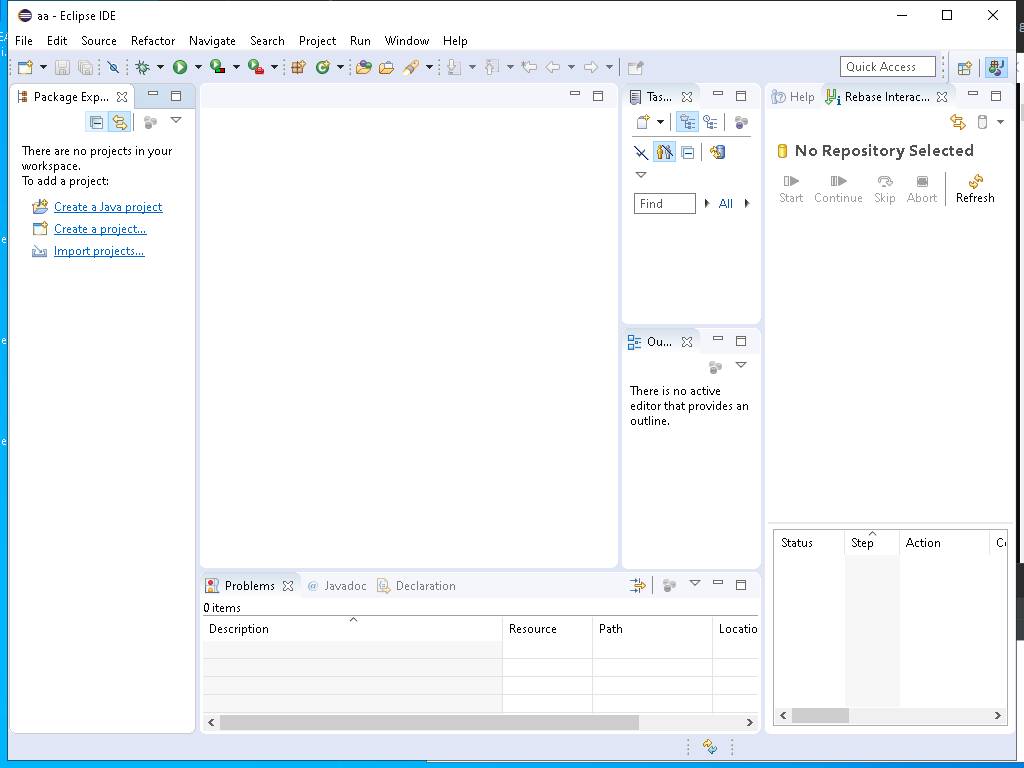 aa - Eclipse IDE
File Edit Source Refactor Navigate Search Project Run Window Help
Quick Access
Package Exp...
There are no projects in your
workspace.
To add a project:
Create a Java project
Create a project...
Import projects...
Tas...
Find
All
Ou...
There is no active
editor that provides an
outline.
Help Rebase Interac...
No Repository Selected
Start Continue Skip Abort Refresh
Status Step Action
Problems @ Javadoc Declaration
0 items
Description Resource Path Locatio